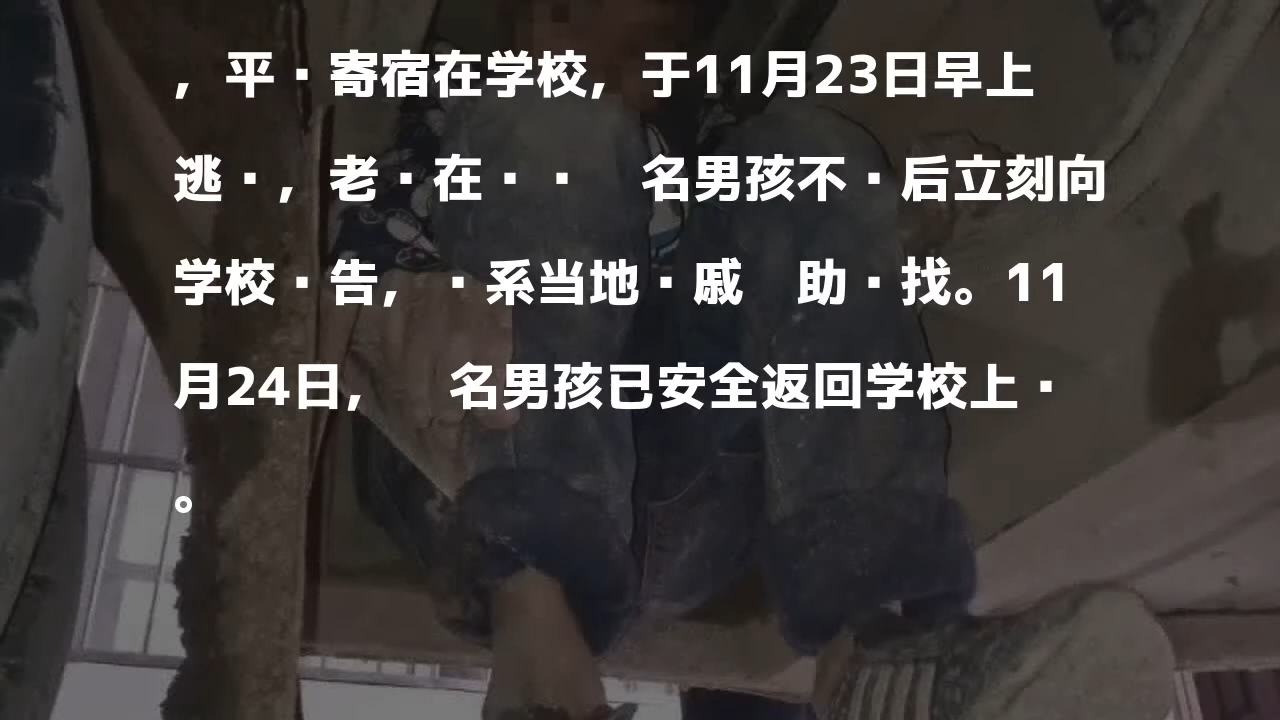 ，平·寄宿在学校，于11月23日早上
逃·，老·在·· 名男孩不·后立刻向
学校·告，·系当地·戚 助·找。11
月24日， 名男孩已安全返回学校上·
。